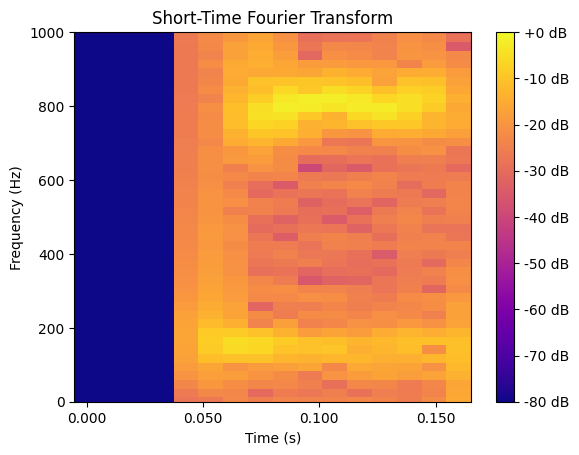 Short-Time Fourier Transform
1000
800
600
400
200
0
Frequency (Hz)
0.000
0.050
0.100
0.150
Time (s)
+0 dB
-10 dB
-20 dB
-30 dB
-40 dB
-50 dB
-60 dB
-70 dB
-80 dB